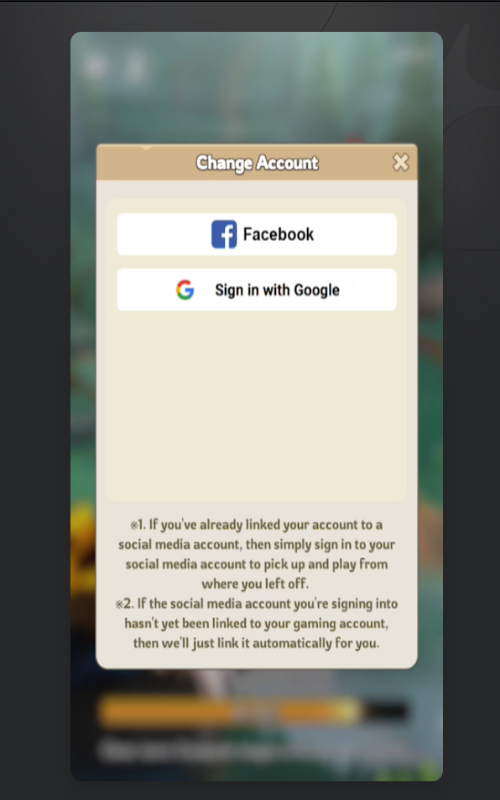 Change Account
Facebook
Sign in with Google
※1. If you've already linked your account to a
social media account, then simply sign in to your
social media account to pick up and play from
where you left off.
※2. If the social media account you're signing into
hasn't yet been linked to your gaming account,
then we'll just link it automatically for you.